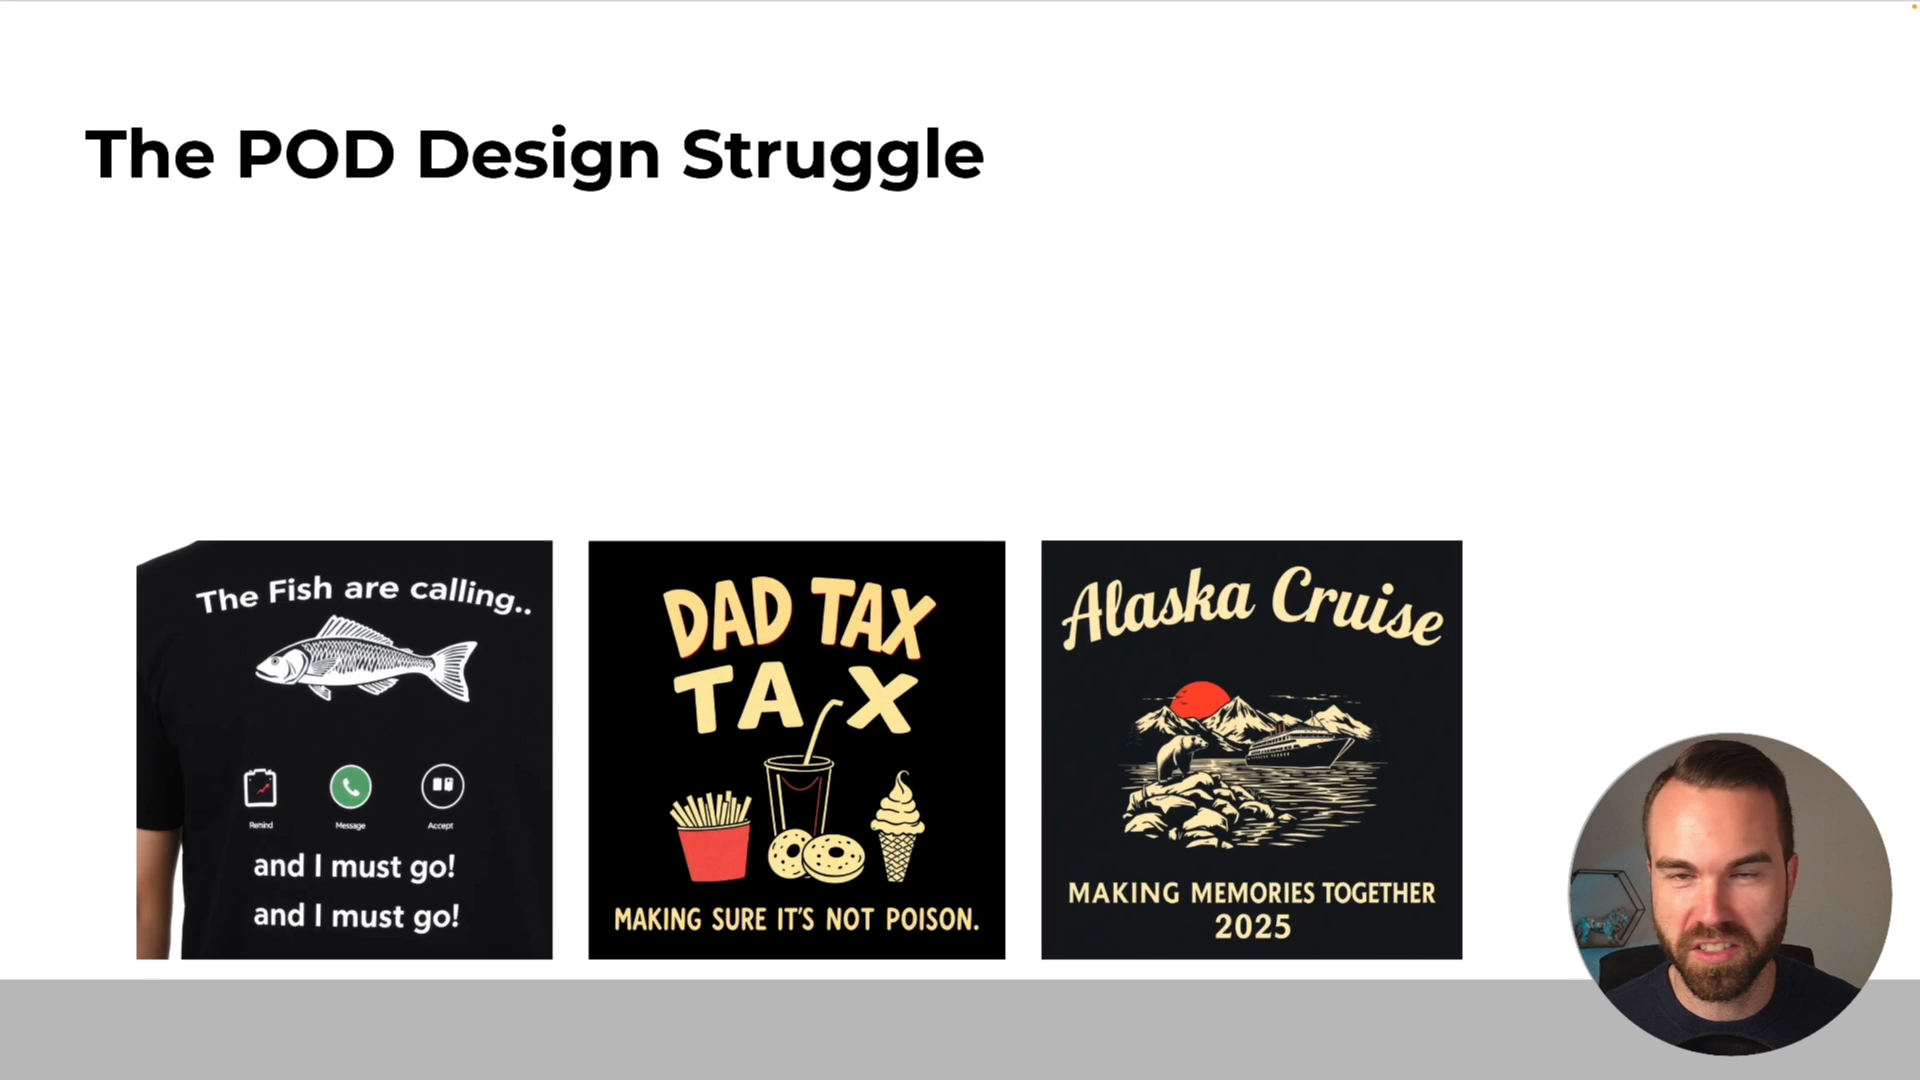 The POD Design Struggle
The Fish are calling..
Remind
Message
Accept
and I must go!
and I must go!
DAD TAX
TAX
MAKING SURE IT'S NOT POISON.
Alaska Cruise
MAKING MEMORIES TOGETHER
2025